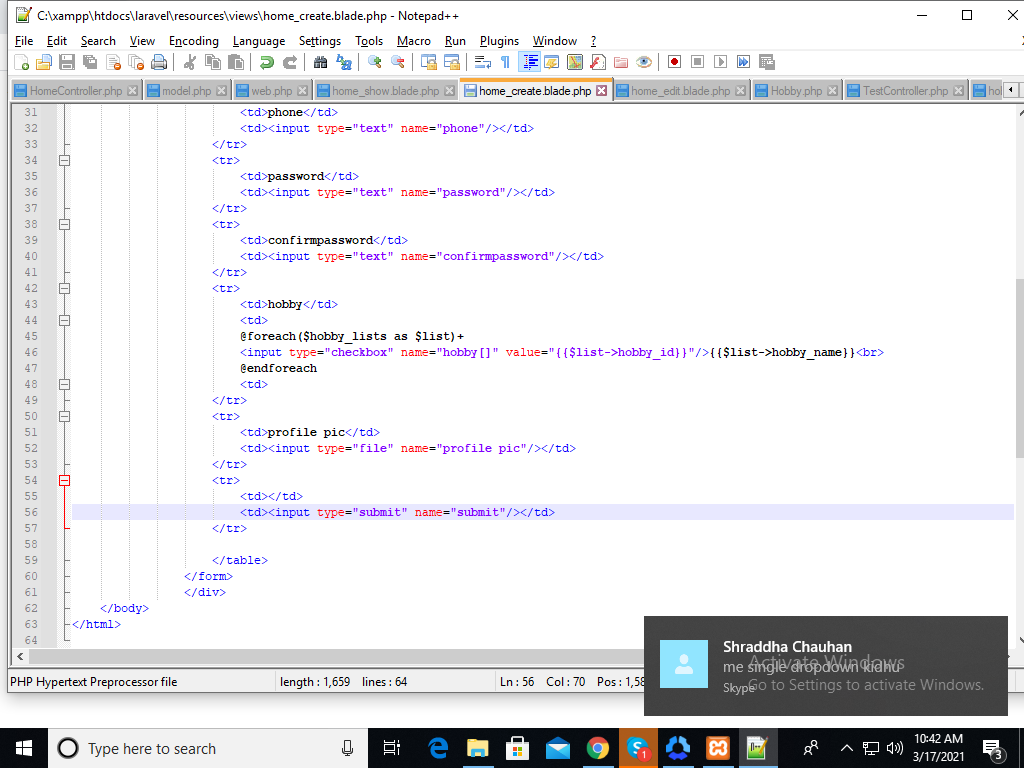 C:\xampp\htdocs\laravel\resources\views\home_create.blade.php - Notepad++
File Edit Search View Encoding Language Settings Tools Macro Run Plugins Window ?
HomeController.php model.php web.php home_show.blade.php home_create.blade.php home_edit.blade.php Hobby.php TestController.php
31 <td>phone</td>
32 <td><input type="text" name="phone"/></td>
33 </tr>
34 <tr>
35 <td>password</td>
36 <td><input type="text" name="password"/></td>
37 </tr>
38 <tr>
39 <td>confirmpassword</td>
40 <td><input type="text" name="confirmpassword"/></td>
41 </tr>
42 <tr>
43 <td>hobby</td>
44 <td>
45 @foreach($hobby_lists as $list)+
46 <input type="checkbox" name="hobby[]" value="{{$list->hobby_id}}"/>{{$list->hobby_name}}<br>
47 @endforeach
48 <td>
49 </tr>
50 <tr>
51 <td>profile pic</td>
52 <td><input type="file" name="profile pic"/></td>
53 </tr>
54 <tr>
55 <td></td>
56 <td><input type="submit" name="submit"/></td>
57 </tr>
58
59 </table>
60 </form>
61 </div>
62 </body>
63 </html>
64
Shraddha Chauhan
me single dropdown kidhu
Skype
Activate Windows
Go to Settings to activate Windows.
PHP Hypertext Preprocessor file length : 1,659 lines : 64 Ln : 56 Col : 70 Pos : 1,58
Type here to search
1
10:42 AM
3/17/2021
3